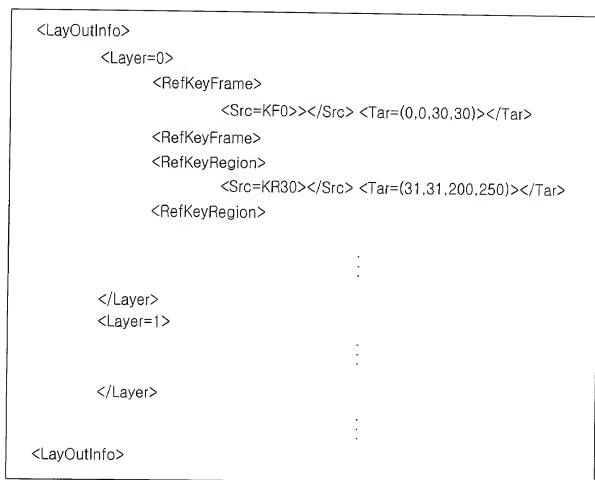 <LayOutInfo>
<Layer=0>
<RefKeyFrame>
<Src=KF0>></Src> <Tar=(0,0,30,30)></Tar>
<RefKeyFrame>
<RefKeyRegion>
<Src=KR30></Src> <Tar=(31,31,200,250)></Tar>
<RefKeyRegion>
⋮
</Layer>
<Layer=1>
⋮
</Layer>
⋮
<LayOutInfo>